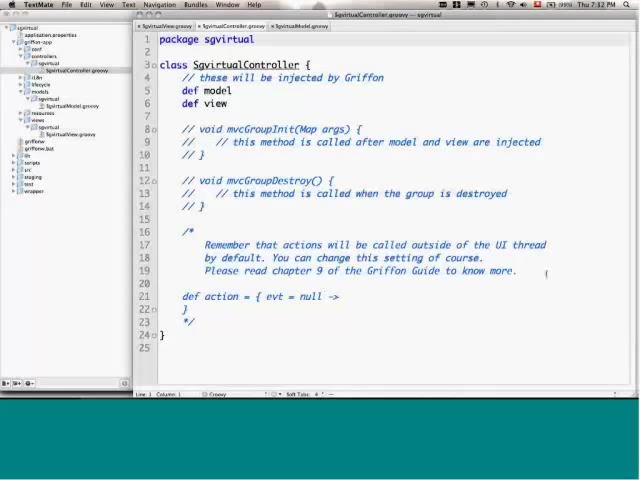 TextMate File Edit View Text Navigation Bundles Window Help
(99%) Thu 7:32 PM
SgvirtualController.groovy — sgvirtual
SgvirtualView.groovy SgvirtualController.groovy SgvirtualModel.groovy
sgvirtual
application.properties
griffon-app
conf
controllers
sgvirtual
SgvirtualController.groovy
i18n
lifecycle
models
sgvirtual
SgvirtualModel.groovy
resources
views
sgvirtual
SgvirtualView.groovy
griffonw
griffonw.bat
lib
scripts
src
staging
test
wrapper
1 package sgvirtual
2
3 class SgvirtualController {
4 // these will be injected by Griffon
5 def model
6 def view
7
8 // void mvcGroupInit(Map args) {
9 // // this method is called after model and view are injected
10 // }
11
12 // void mvcGroupDestroy() {
13 // // this method is called when the group is destroyed
14 // }
15
16 /*
17 Remember that actions will be called outside of the UI thread
18 by default. You can change this setting of course.
19 Please read chapter 9 of the Griffon Guide to know more.
20
21 def action = { evt = null ->
22 }
23 */
24 }
25
Line: 1 Column: 1 Groovy Soft Tabs: 4